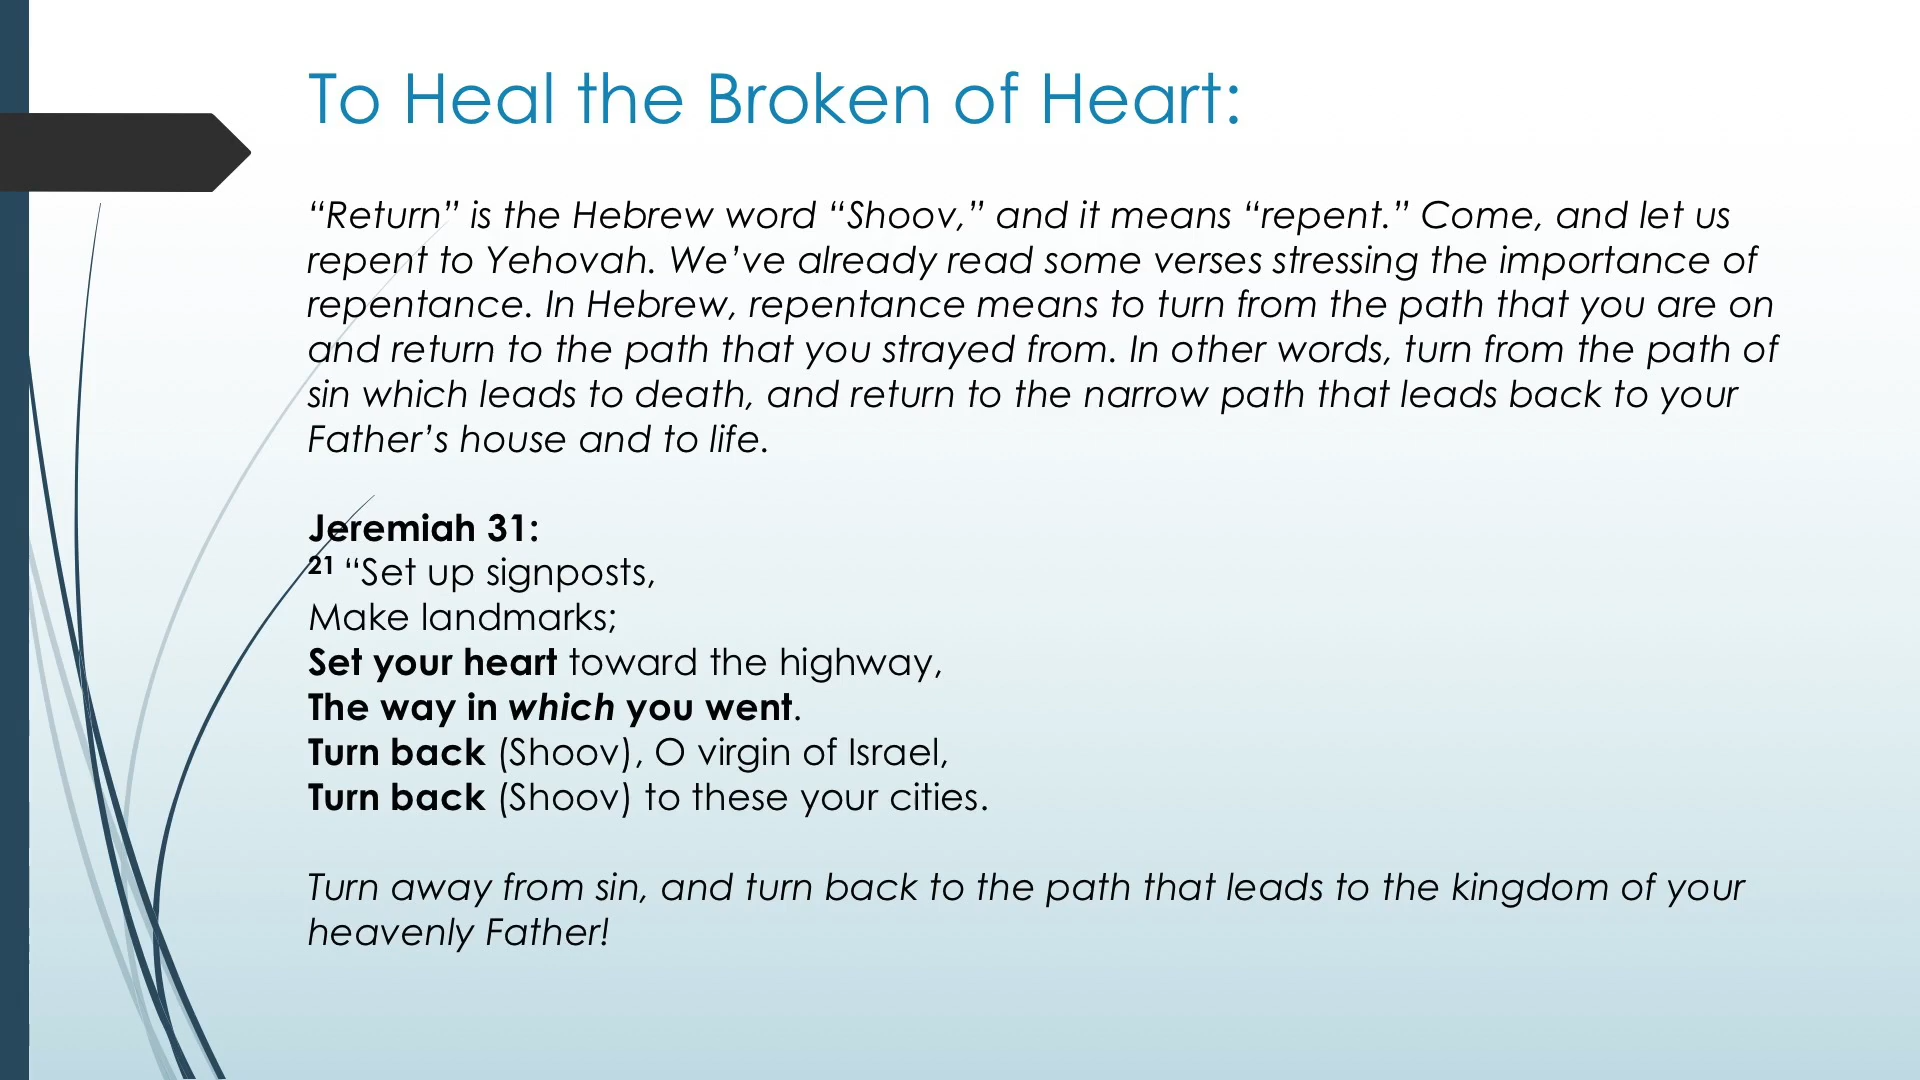 To Heal the Broken of Heart:
“Return” is the Hebrew word “Shoov,” and it means “repent.” Come, and let us
repent to Yehovah. We’ve already read some verses stressing the importance of
repentance. In Hebrew, repentance means to turn from the path that you are on
and return to the path that you strayed from. In other words, turn from the path of
sin which leads to death, and return to the narrow path that leads back to your
Father’s house and to life.
Jeremiah 31:
21 “Set up signposts,
Make landmarks;
Set your heart toward the highway,
The way in which you went.
Turn back (Shoov), O virgin of Israel,
Turn back (Shoov) to these your cities.
Turn away from sin, and turn back to the path that leads to the kingdom of your
heavenly Father!